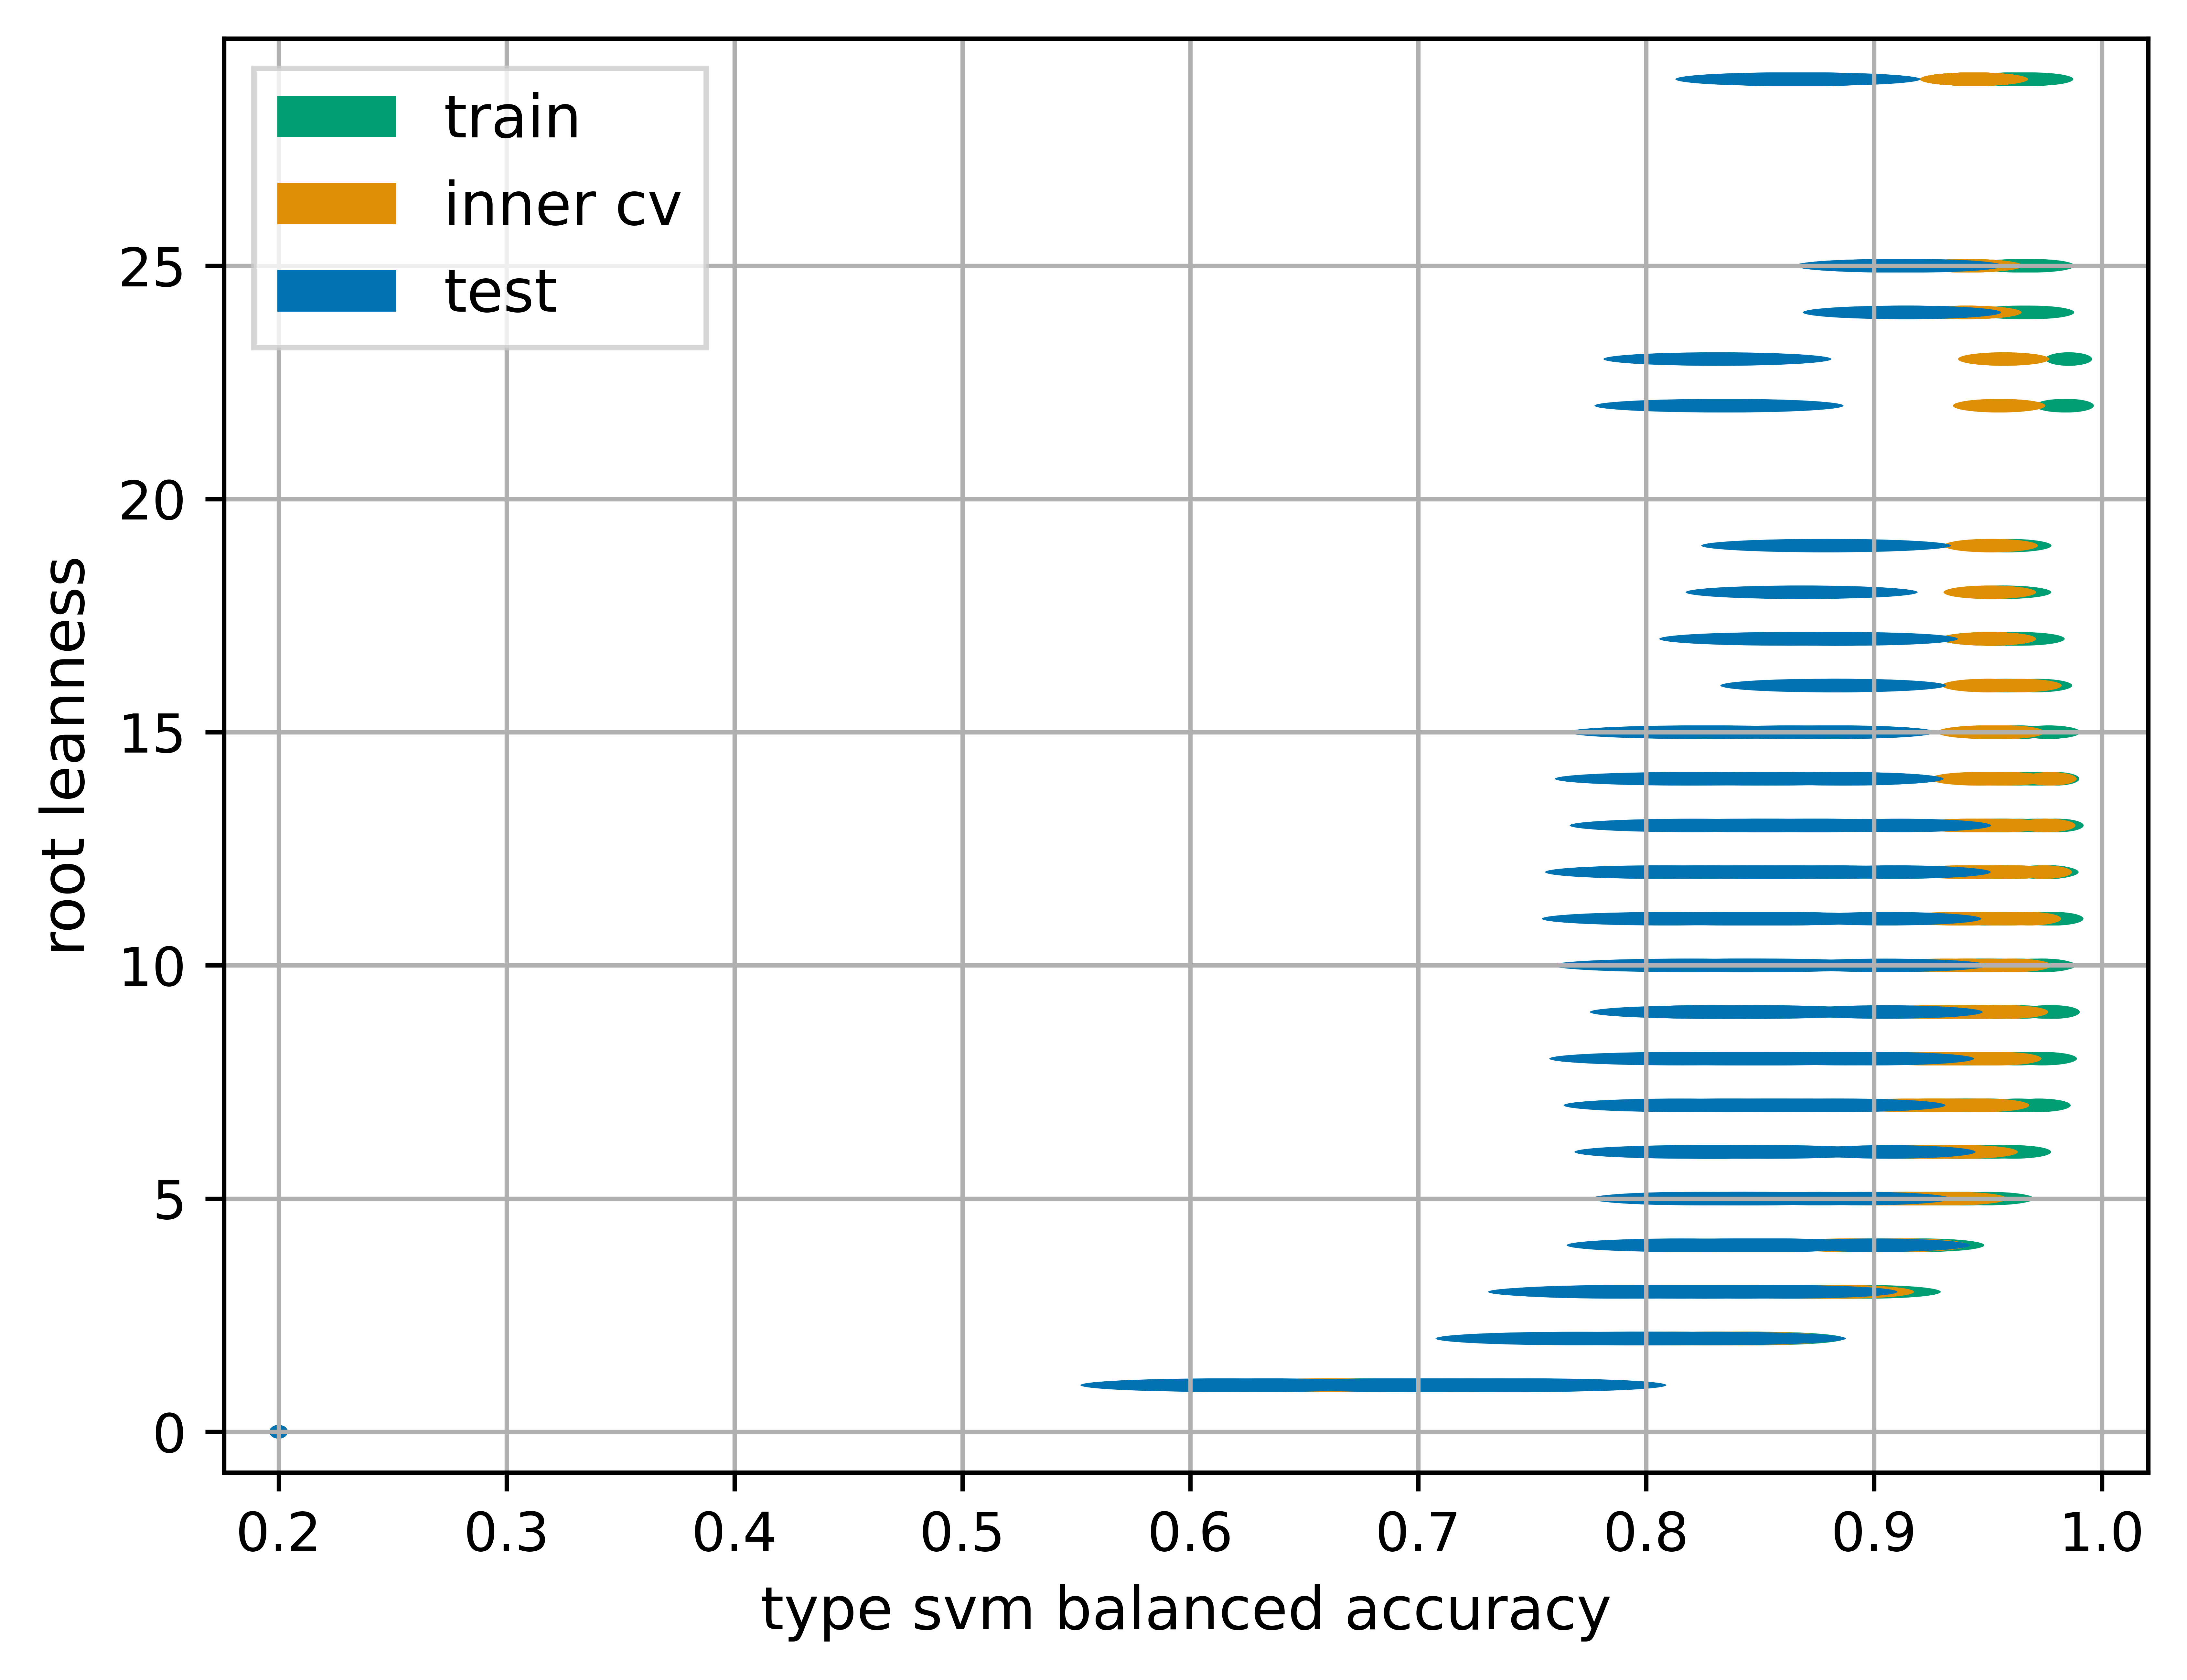 train
inner cv
test
25
20
15
10
5
0
root leanness
0.2 0.3 0.4 0.5 0.6 0.7 0.8 0.9 1.0
type svm balanced accuracy